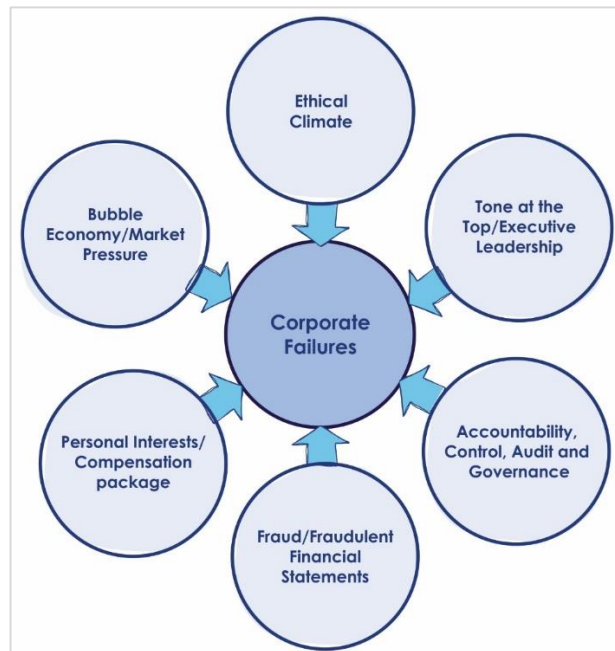 Ethical
Climate
Tone at the
Top/Executive
Leadership
Bubble
Economy/Market
Pressure
Corporate
Failures
Accountability,
Control, Audit and
Governance
Personal Interests/
Compensation
package
Fraud/Fraudulent
Financial
Statements